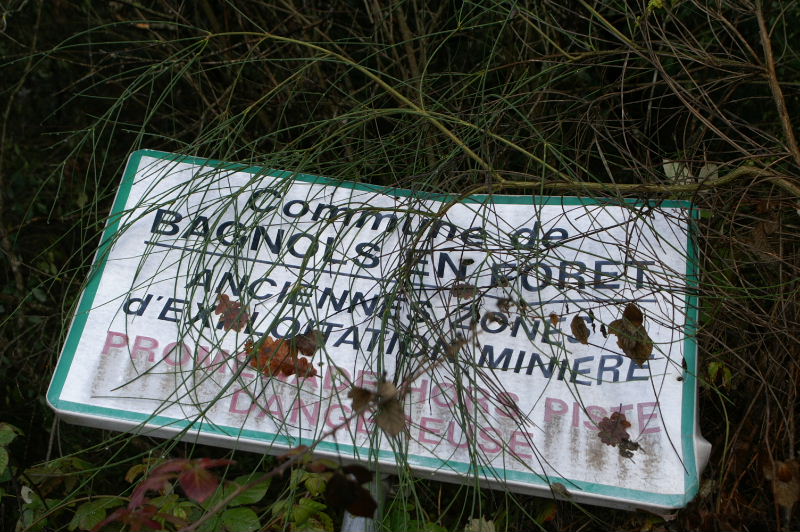 Commune de
BAGNOLS EN FORET
ANCIENNES ZONES
d'EXPLOITATION MINIERE
PROMENADE HORS PISTE
DANGEREUSE